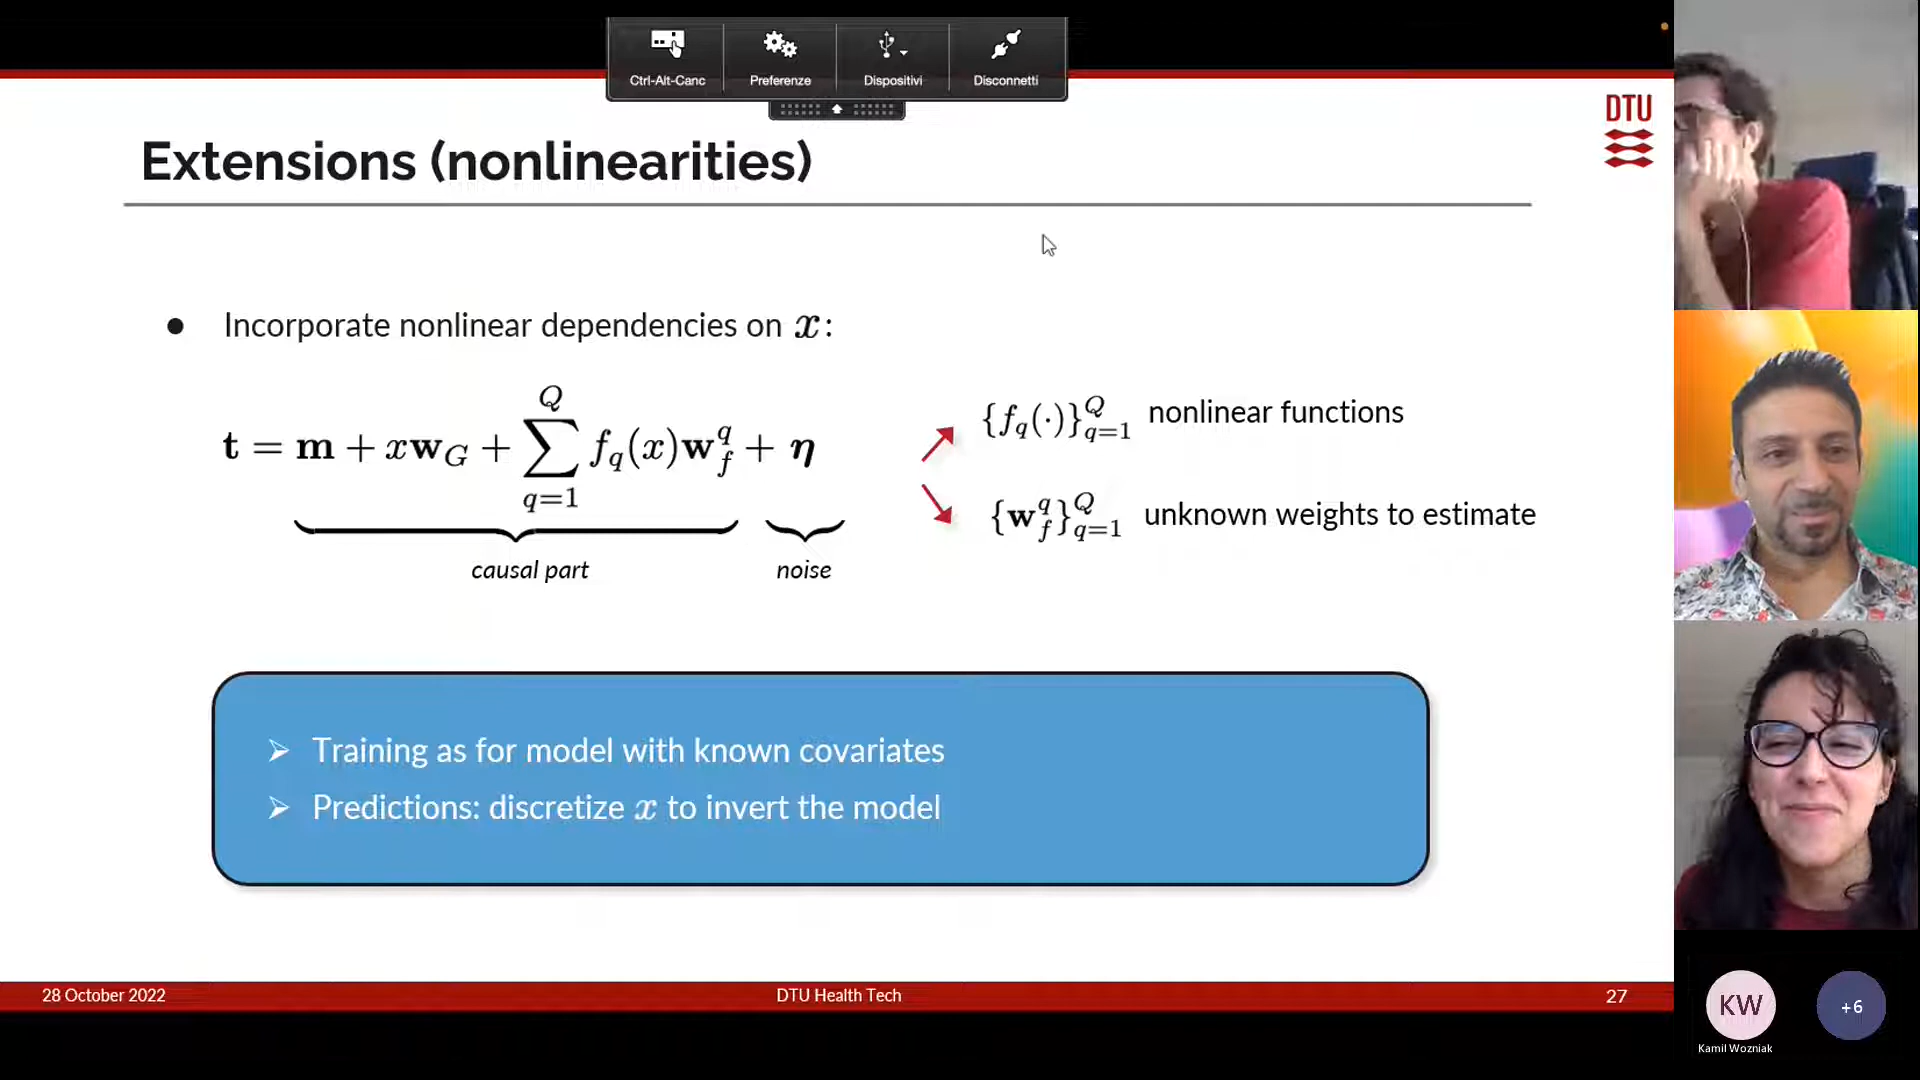 Ctrl-Alt-Canc Preferenze Dispositivi Disconnetti
DTU
Extensions (nonlinearities)
● Incorporate nonlinear dependencies on x:
t = m + xw_G + ∑_{q=1}^{Q} f_q(x)w_f^q + η
causal part noise
{f_q(·)}_{q=1}^{Q} nonlinear functions
{w_f^q}_{q=1}^{Q} unknown weights to estimate
➢ Training as for model with known covariates
➢ Predictions: discretize x to invert the model
28 October 2022 DTU Health Tech 27
KW
Kamil Wozniak
+6